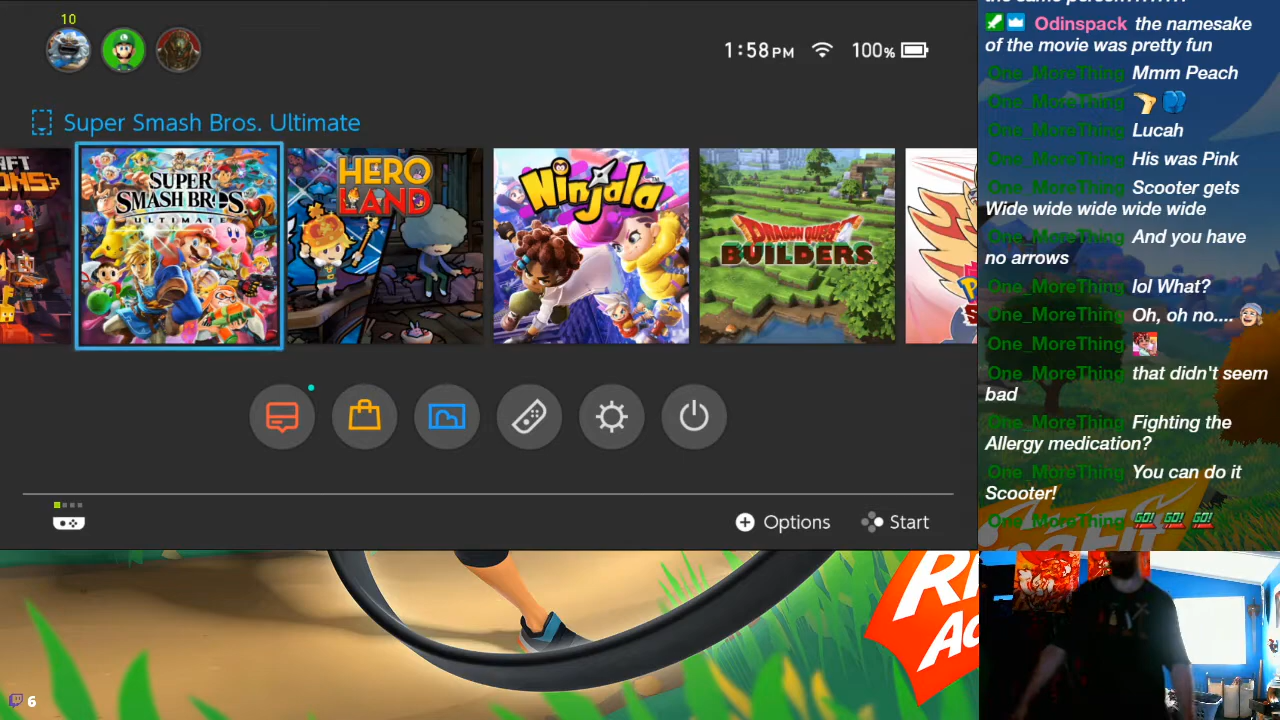 10
1:58PM 100%
Super Smash Bros. Ultimate
SUPER
SMASH BROS.
ULTIMATE
HERO
LAND
Ninjala
DRAGON QUEST
BUILDERS
Options Start
6
Odinspack the namesake
of the movie was pretty fun
One_MoreThing Mmm Peach
One_MoreThing
One_MoreThing Lucah
One_MoreThing His was Pink
One_MoreThing Scooter gets
Wide wide wide wide wide
One_MoreThing And you have
no arrows
One_MoreThing lol What?
One_MoreThing Oh, oh no....
One_MoreThing
One_MoreThing that didn't seem
bad
One_MoreThing Fighting the
Allergy medication?
One_MoreThing You can do it
Scooter!
One_MoreThing GO! GO! GO!